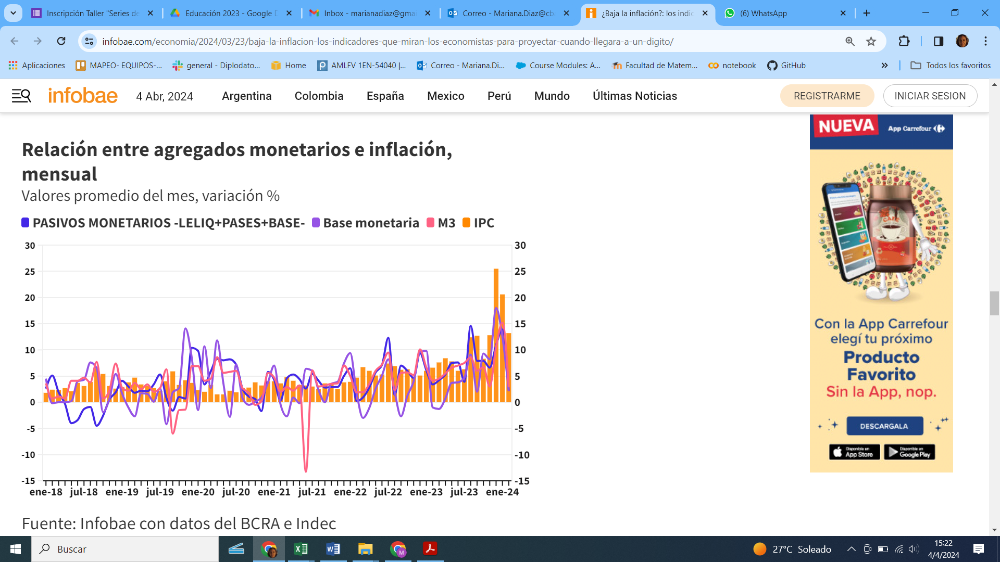 Inscripción Taller "Series de
Educación 2023 - Google D
Inbox - marianadiaz@gmai
Correo - Mariana.Diaz@cba
¿Baja la inflación?: los indic
(6) WhatsApp
infobae.com/economia/2024/03/23/baja-la-inflacion-los-indicadores-que-miran-los-economistas-para-proyectar-cuando-llegara-a-un-digito/
Aplicaciones
MAPEO- EQUIPOS-...
general - Diplodato...
Home
AMLFV 1EN-54040 |...
Correo - Mariana.Di...
Course Modules: A...
Facultad de Matem...
notebook
GitHub
Todos los favoritos
infobae
4 Abr, 2024
Argentina
Colombia
España
Mexico
Perú
Mundo
Últimas Noticias
REGISTRARME
INICIAR SESION
Relación entre agregados monetarios e inflación,
mensual
Valores promedio del mes, variación %
PASIVOS MONETARIOS -LELIQ+PASES+BASE- Base monetaria M3 IPC
30 30
25 25
20 20
15 15
10 10
5 5
0 0
-5 -5
-10 -10
-15 -15
ene-18 jul-18 ene-19 jul-19 ene-20 jul-20 ene-21 jul-21 ene-22 jul-22 ene-23 jul-23 ene-24
Fuente: Infobae con datos del BCRA e Indec
NUEVA
App Carrefour
CAFÉ
Con la App Carrefour
elegí tu próximo
Producto
Favorito
Sin la App, nop.
DESCARGALA
Disponible en
App Store
Disponible en
Google Play
Buscar
27°C Soleado
15:22
4/4/2024